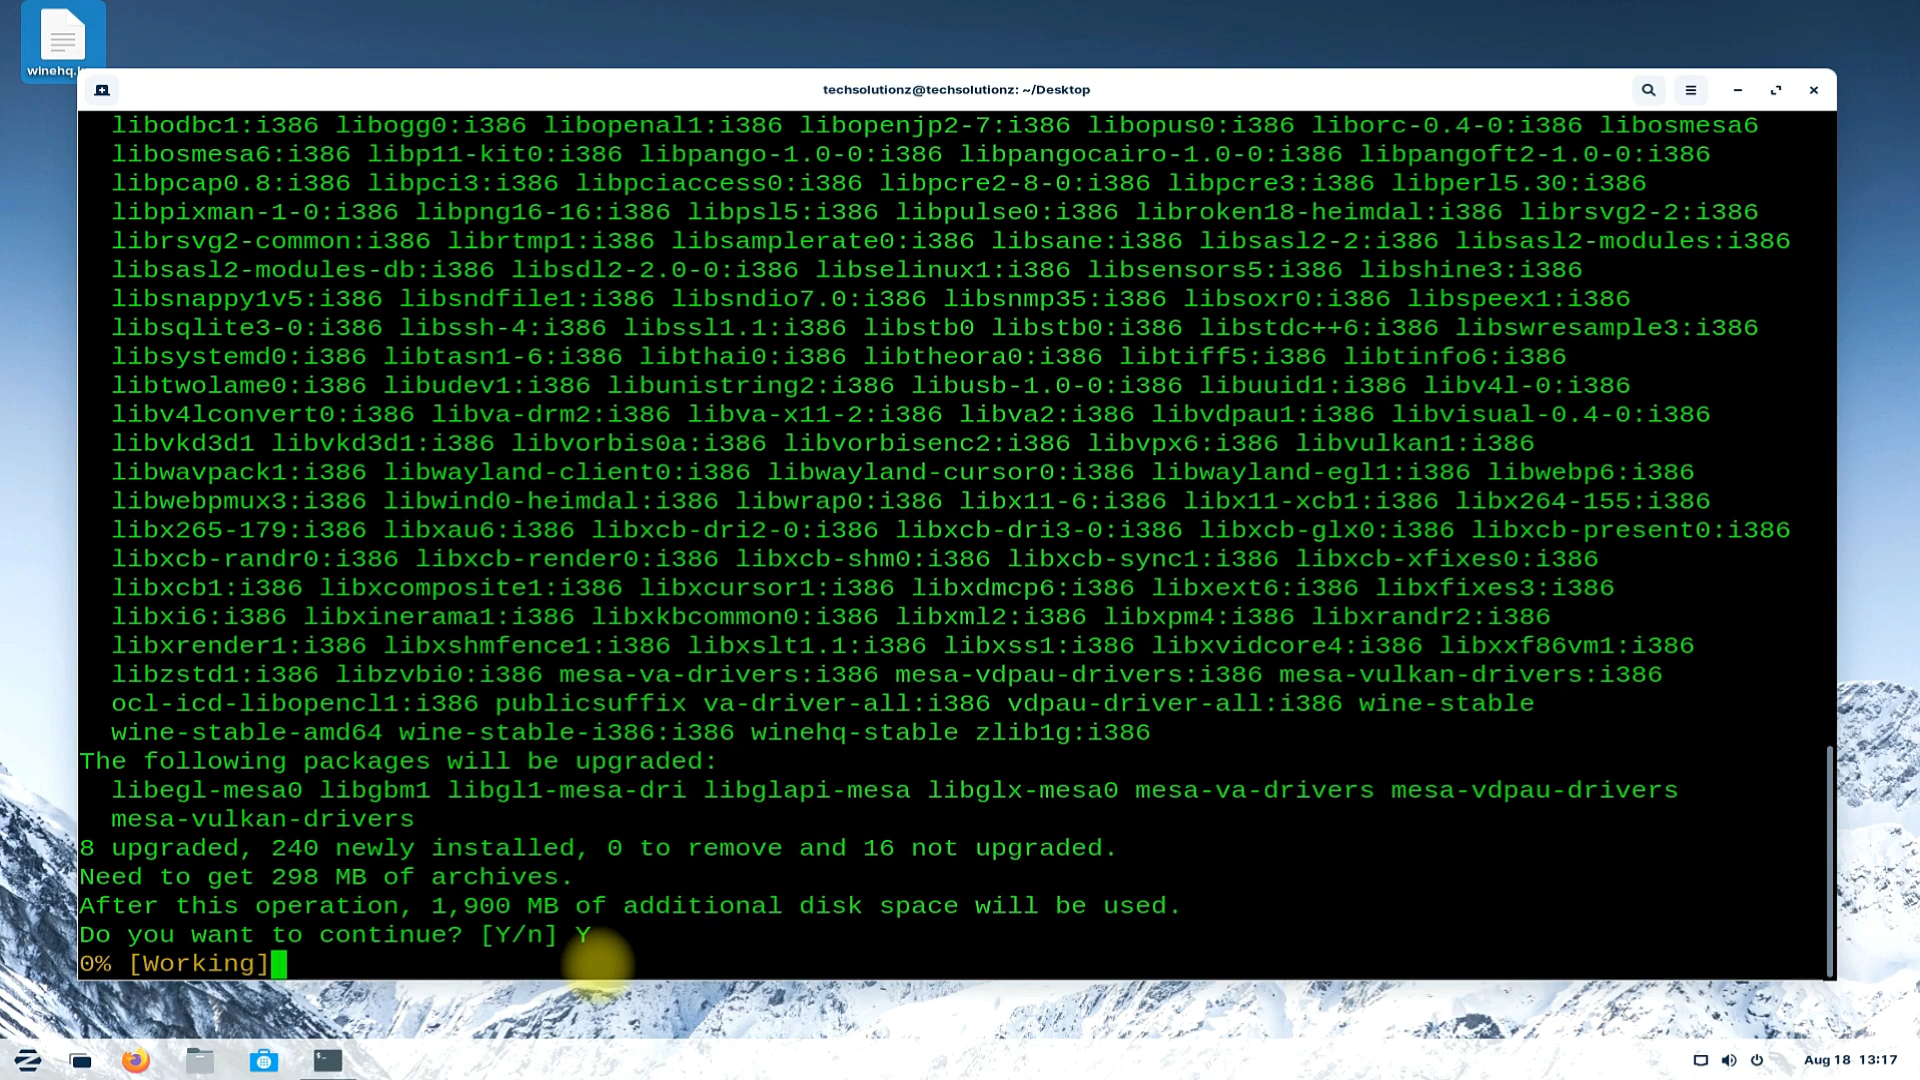 winehq.
techsolutionz@techsolutionz: ~/Desktop
libodbc1:i386 libogg0:i386 libopenal1:i386 libopenjp2-7:i386 libopus0:i386 liborc-0.4-0:i386 libosmesa6
libosmesa6:i386 libp11-kit0:i386 libpango-1.0-0:i386 libpangocairo-1.0-0:i386 libpangoft2-1.0-0:i386
libpcap0.8:i386 libpci3:i386 libpciaccess0:i386 libpcre2-8-0:i386 libpcre3:i386 libperl5.30:i386
libpixman-1-0:i386 libpng16-16:i386 libpsl5:i386 libpulse0:i386 libroken18-heimdal:i386 librsvg2-2:i386
librsvg2-common:i386 librtmp1:i386 libsamplerate0:i386 libsane:i386 libsasl2-2:i386 libsasl2-modules:i386
libsasl2-modules-db:i386 libsdl2-2.0-0:i386 libselinux1:i386 libsensors5:i386 libshine3:i386
libsnappy1v5:i386 libsndfile1:i386 libsndio7.0:i386 libsnmp35:i386 libsoxr0:i386 libspeex1:i386
libsqlite3-0:i386 libssh-4:i386 libssl1.1:i386 libstb0 libstb0:i386 libstdc++6:i386 libswresample3:i386
libsystemd0:i386 libtasn1-6:i386 libthai0:i386 libtheora0:i386 libtiff5:i386 libtinfo6:i386
libtwolame0:i386 libudev1:i386 libunistring2:i386 libusb-1.0-0:i386 libuuid1:i386 libv4l-0:i386
libv4lconvert0:i386 libva-drm2:i386 libva-x11-2:i386 libva2:i386 libvdpau1:i386 libvisual-0.4-0:i386
libvkd3d1 libvkd3d1:i386 libvorbis0a:i386 libvorbisenc2:i386 libvpx6:i386 libvulkan1:i386
libwavpack1:i386 libwayland-client0:i386 libwayland-cursor0:i386 libwayland-egl1:i386 libwebp6:i386
libwebpmux3:i386 libwind0-heimdal:i386 libwrap0:i386 libx11-6:i386 libx11-xcb1:i386 libx264-155:i386
libx265-179:i386 libxau6:i386 libxcb-dri2-0:i386 libxcb-dri3-0:i386 libxcb-glx0:i386 libxcb-present0:i386
libxcb-randr0:i386 libxcb-render0:i386 libxcb-shm0:i386 libxcb-sync1:i386 libxcb-xfixes0:i386
libxcb1:i386 libxcomposite1:i386 libxcursor1:i386 libxdmcp6:i386 libxext6:i386 libxfixes3:i386
libxi6:i386 libxinerama1:i386 libxkbcommon0:i386 libxml2:i386 libxpm4:i386 libxrandr2:i386
libxrender1:i386 libxshmfence1:i386 libxslt1.1:i386 libxss1:i386 libxvidcore4:i386 libxxf86vm1:i386
libzstd1:i386 libzvbi0:i386 mesa-va-drivers:i386 mesa-vdpau-drivers:i386 mesa-vulkan-drivers:i386
ocl-icd-libopencl1:i386 publicsuffix va-driver-all:i386 vdpau-driver-all:i386 wine-stable
wine-stable-amd64 wine-stable-i386:i386 winehq-stable zlib1g:i386
The following packages will be upgraded:
libegl-mesa0 libgbm1 libgl1-mesa-dri libglapi-mesa libglx-mesa0 mesa-va-drivers mesa-vdpau-drivers
mesa-vulkan-drivers
8 upgraded, 240 newly installed, 0 to remove and 16 not upgraded.
Need to get 298 MB of archives.
After this operation, 1,900 MB of additional disk space will be used.
Do you want to continue? [Y/n] Y
0% [Working]
Aug 18 13:17